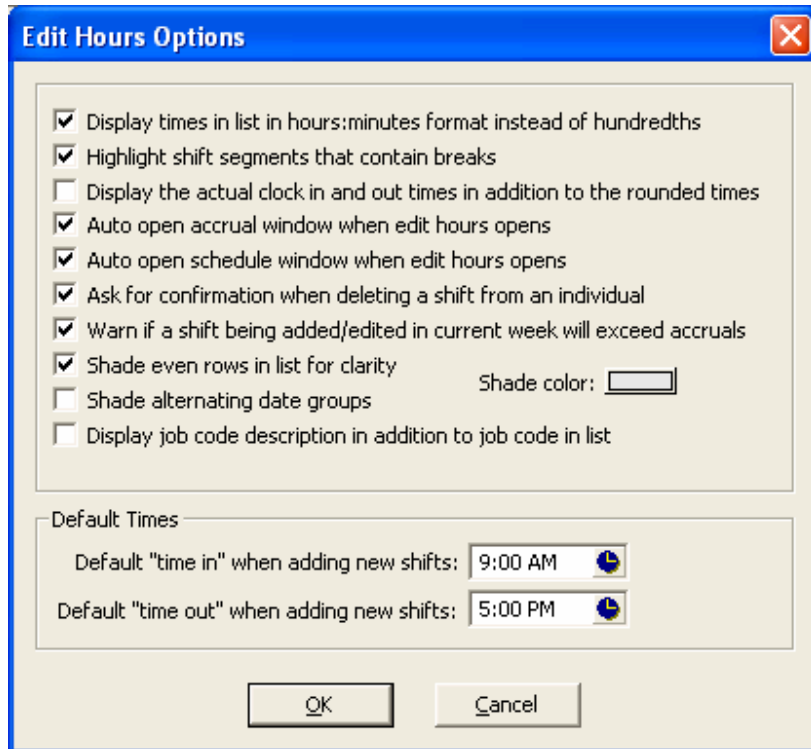 Edit Hours Options
Display times in list in hours:minutes format instead of hundredths
Highlight shift segments that contain breaks
Display the actual clock in and out times in addition to the rounded times
Auto open accrual window when edit hours opens
Auto open schedule window when edit hours opens
Ask for confirmation when deleting a shift from an individual
Warn if a shift being added/edited in current week will exceed accruals
Shade even rows in list for clarity
Shade color:
Shade alternating date groups
Display job code description in addition to job code in list
Default Times
Default "time in" when adding new shifts: 9:00 AM
Default "time out" when adding new shifts: 5:00 PM
OK Cancel